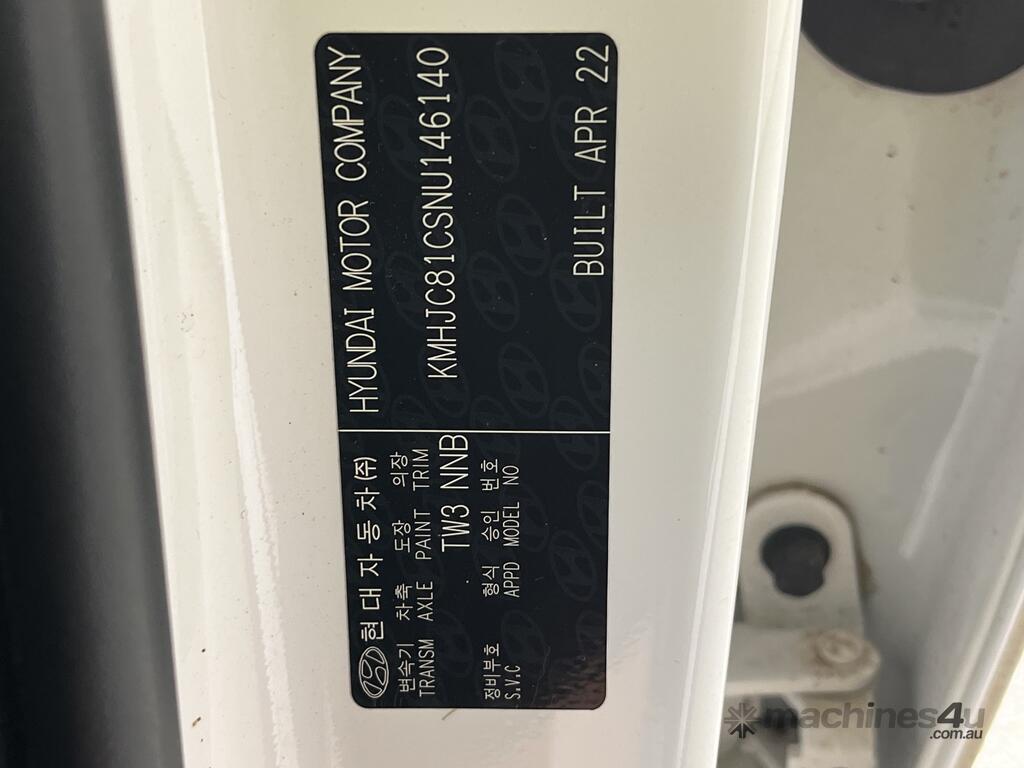 현대자동차(주)
변속기 차축 도장 의장
TRANSM AXLE PAINT TRIM
TW3 NNB
정비부호 형식 승인 번호
S.V.C APPD MODEL NO
HYUNDAI MOTOR COMPANY
KMHJC81CSNU146140
BUILT APR 22
machines4u
.com.au